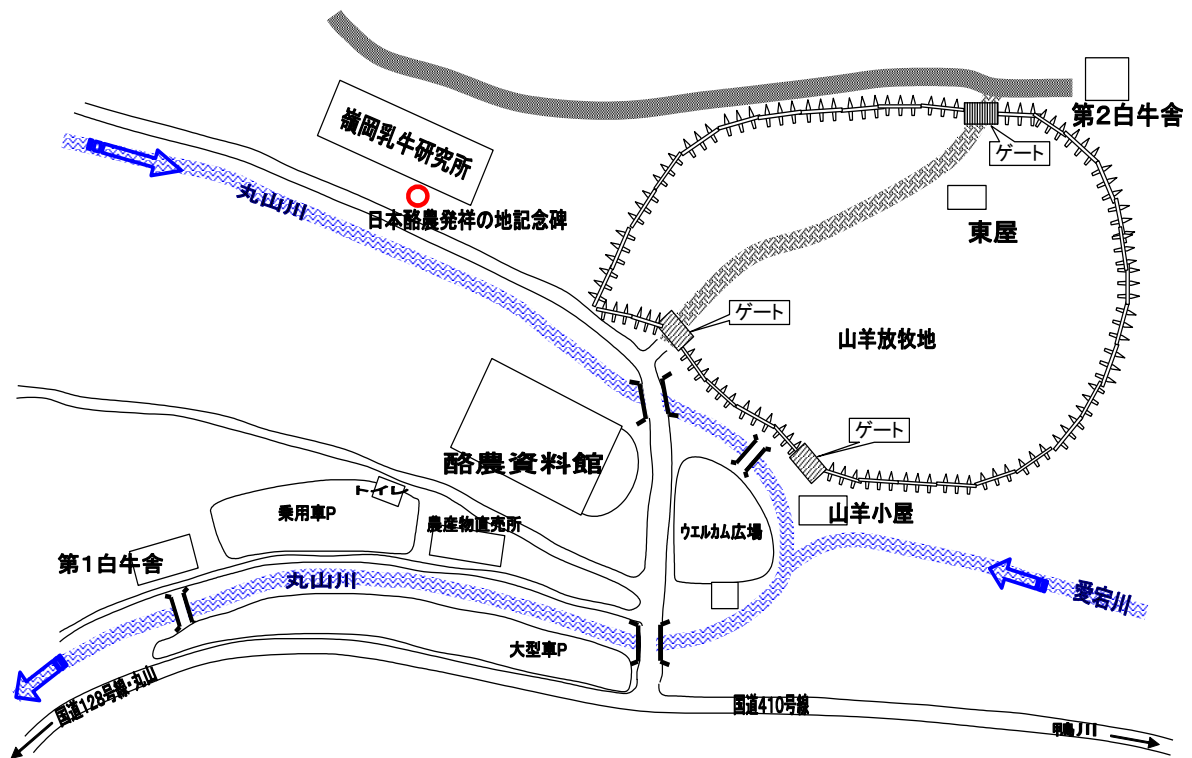 嶺岡乳牛研究所
第2白牛舎
ゲート
丸山川
日本酪農発祥の地記念碑
東屋
ゲート
山羊放牧地
ゲート
酪農資料館
トイレ
乗用車P
農産物直売所
ウエルカム広場
山羊小屋
第1白牛舎
丸山川
愛宕川
大型車P
国道128号線・丸山
国道410号線